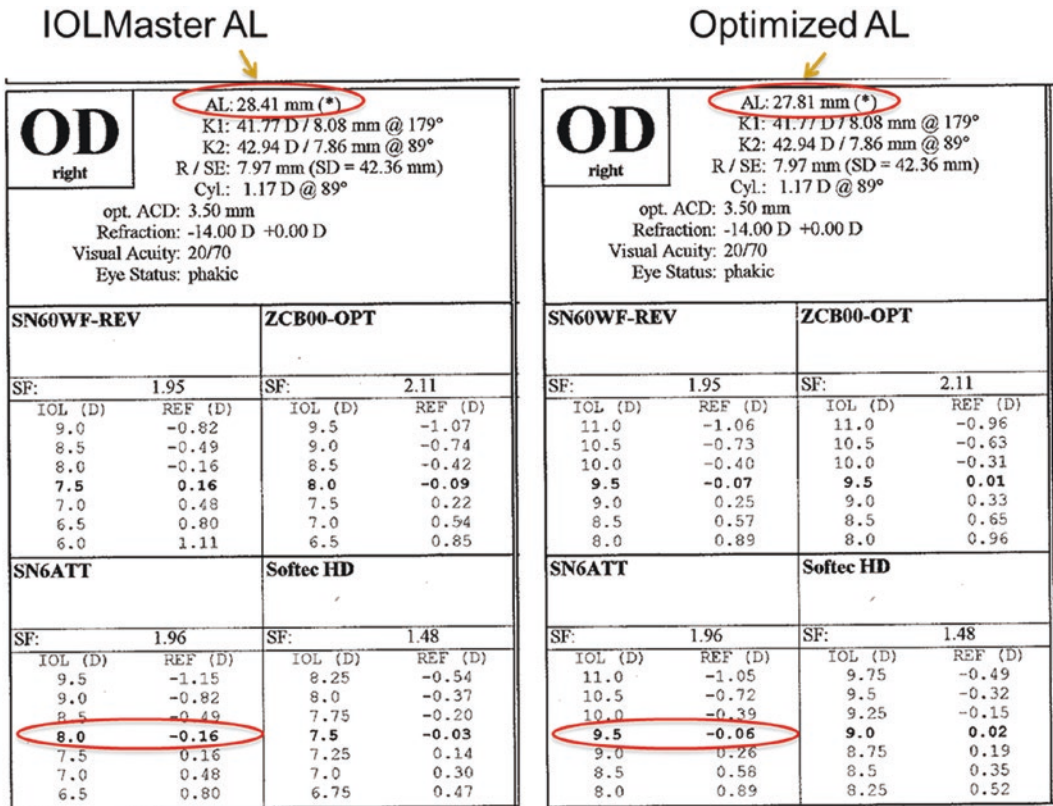 IOLMaster AL
OD
right
AL: 28.41 mm (*)
K1: 41.77 D / 8.08 mm @ 179°
K2: 42.94 D / 7.86 mm @ 89°
R / SE: 7.97 mm (SD = 42.36 mm)
Cyl.: 1.17 D @ 89°
opt. ACD: 3.50 mm
Refraction: -14.00 D +0.00 D
Visual Acuity: 20/70
Eye Status: phakic
SN60WF-REV ZCB00-OPT
SF: 1.95 SF: 2.11
IOL (D) REF (D) IOL (D) REF (D)
9.0 -0.82 9.5 -1.07
8.5 -0.49 9.0 -0.74
8.0 -0.16 8.5 -0.42
7.5 0.16 8.0 -0.09
7.0 0.48 7.5 0.22
6.5 0.80 7.0 0.54
6.0 1.11 6.5 0.85
SN6ATT Softec HD
SF: 1.96 SF: 1.48
IOL (D) REF (D) IOL (D) REF (D)
9.5 -1.15 8.25 -0.54
9.0 -0.82 8.0 -0.37
8.5 -0.49 7.75 -0.20
8.0 -0.16 7.5 -0.03
7.5 0.16 7.25 0.14
7.0 0.48 7.0 0.30
6.5 0.80 6.75 0.47
Optimized AL
OD
right
AL: 27.81 mm (*)
K1: 41.77 D / 8.08 mm @ 179°
K2: 42.94 D / 7.86 mm @ 89°
R / SE: 7.97 mm (SD = 42.36 mm)
Cyl.: 1.17 D @ 89°
opt. ACD: 3.50 mm
Refraction: -14.00 D +0.00 D
Visual Acuity: 20/70
Eye Status: phakic
SN60WF-REV ZCB00-OPT
SF: 1.95 SF: 2.11
IOL (D) REF (D) IOL (D) REF (D)
11.0 -1.06 11.0 -0.96
10.5 -0.73 10.5 -0.63
10.0 -0.40 10.0 -0.31
9.5 -0.07 9.5 0.01
9.0 0.25 9.0 0.33
8.5 0.57 8.5 0.65
8.0 0.89 8.0 0.96
SN6ATT Softec HD
SF: 1.96 SF: 1.48
IOL (D) REF (D) IOL (D) REF (D)
11.0 -1.05 9.75 -0.49
10.5 -0.72 9.5 -0.32
10.0 -0.39 9.25 -0.15
9.5 -0.06 9.0 0.02
9.0 0.26 8.75 0.19
8.5 0.58 8.5 0.35
8.0 0.89 8.25 0.52